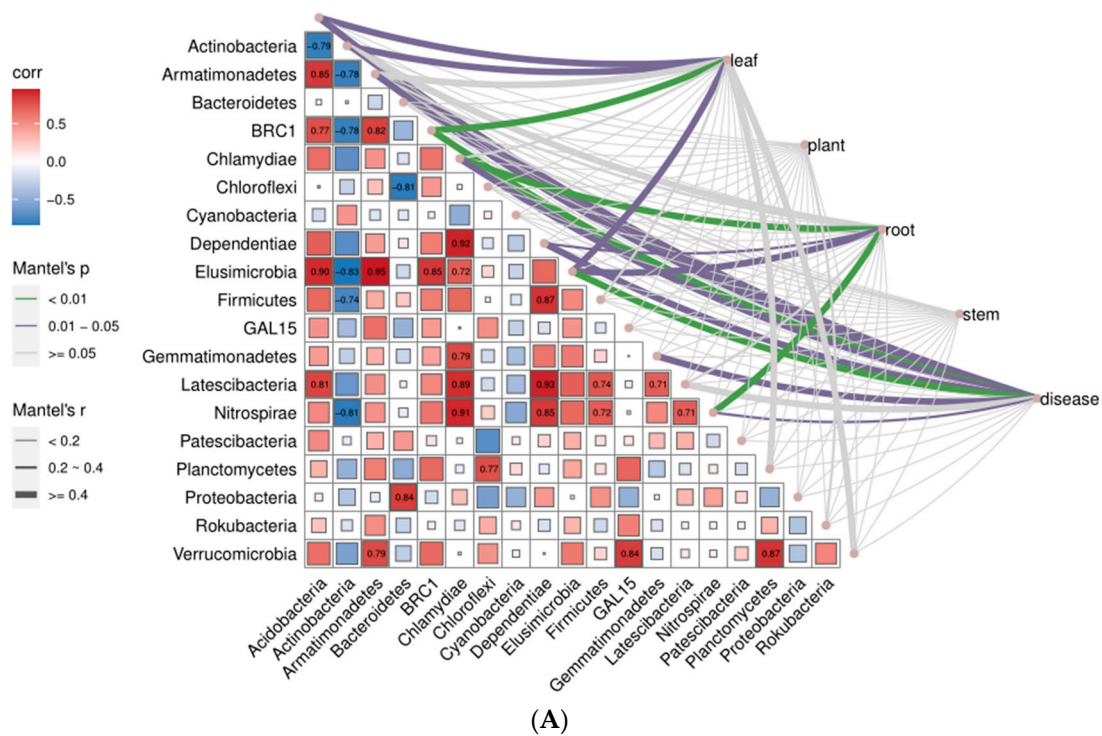 corr
0.5
0.0
−0.5
Mantel's p
< 0.01
0.01 − 0.05
>= 0.05
Mantel's r
< 0.2
0.2 ~ 0.4
>= 0.4
Actinobacteria −0.79
Armatimonadetes 0.85 −0.78
Bacteroidetes
BRC1 0.77 −0.78 0.82
Chlamydiae
Chloroflexi −0.81
Cyanobacteria
Dependentiae 0.92
Elusimicrobia 0.90 −0.83 0.95 0.85 0.72
Firmicutes −0.74 0.87
GAL15
Gemmatimonadetes 0.79
Latescibacteria 0.81 0.89 0.93 0.74 0.71
Nitrospirae −0.81 0.91 0.85 0.72 0.71
Patescibacteria
Planctomycetes 0.77
Proteobacteria 0.84
Rokubacteria
Verrucomicrobia 0.79 0.84 0.87
leaf
plant
root
stem
disease
Acidobacteria
Actinobacteria
Armatimonadetes
Bacteroidetes
BRC1
Chlamydiae
Chloroflexi
Cyanobacteria
Dependentiae
Elusimicrobia
Firmicutes
GAL15
Gemmatimonadetes
Latescibacteria
Nitrospirae
Patescibacteria
Planctomycetes
Proteobacteria
Rokubacteria
(A)